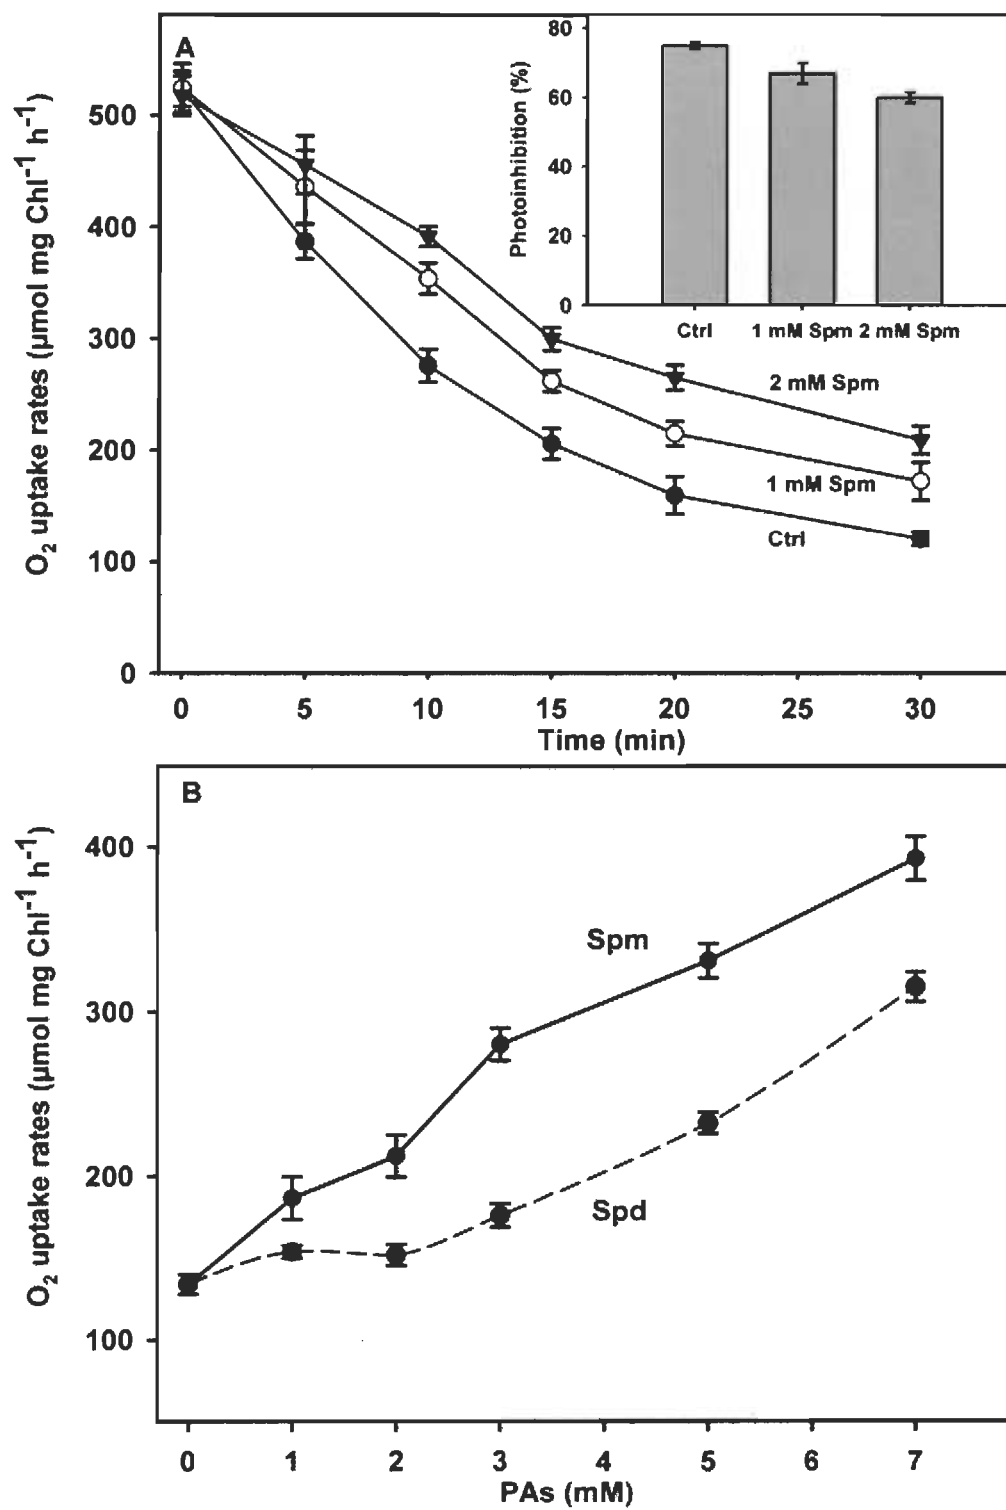 A
O₂ uptake rates (µmol mg Chl⁻¹ h⁻¹)
500
400
300
200
100
0
0 5 10 15 20 25 30
Time (min)
2 mM Spm
1 mM Spm
Ctrl
Photoinhibition (%)
80
60
40
20
0
Ctrl 1 mM Spm 2 mM Spm
B
O₂ uptake rates (µmol mg Chl⁻¹ h⁻¹)
400
300
200
100
Spm
Spd
0 1 2 3 4 5 6 7
PAs (mM)